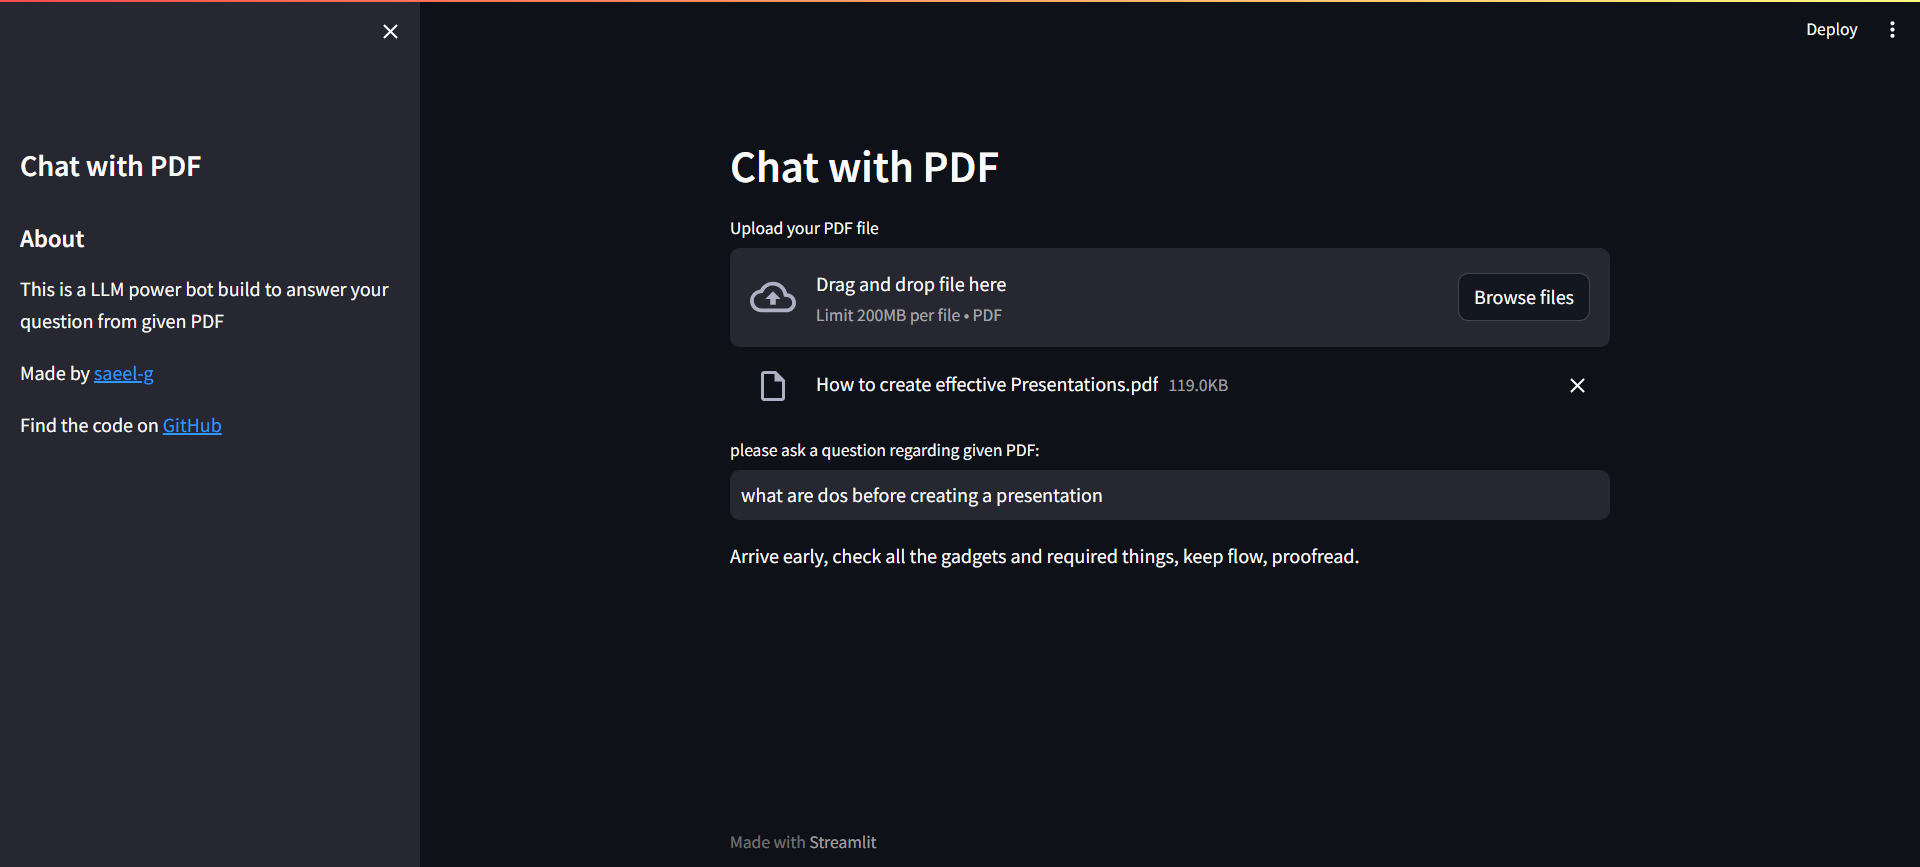 Deploy
Chat with PDF
About
This is a LLM power bot build to answer your
question from given PDF
Made by saeel-g
Find the code on GitHub
Chat with PDF
Upload your PDF file
Drag and drop file here
Limit 200MB per file • PDF
Browse files
How to create effective Presentations.pdf 119.0KB
please ask a question regarding given PDF:
what are dos before creating a presentation
Arrive early, check all the gadgets and required things, keep flow, proofread.
Made with Streamlit